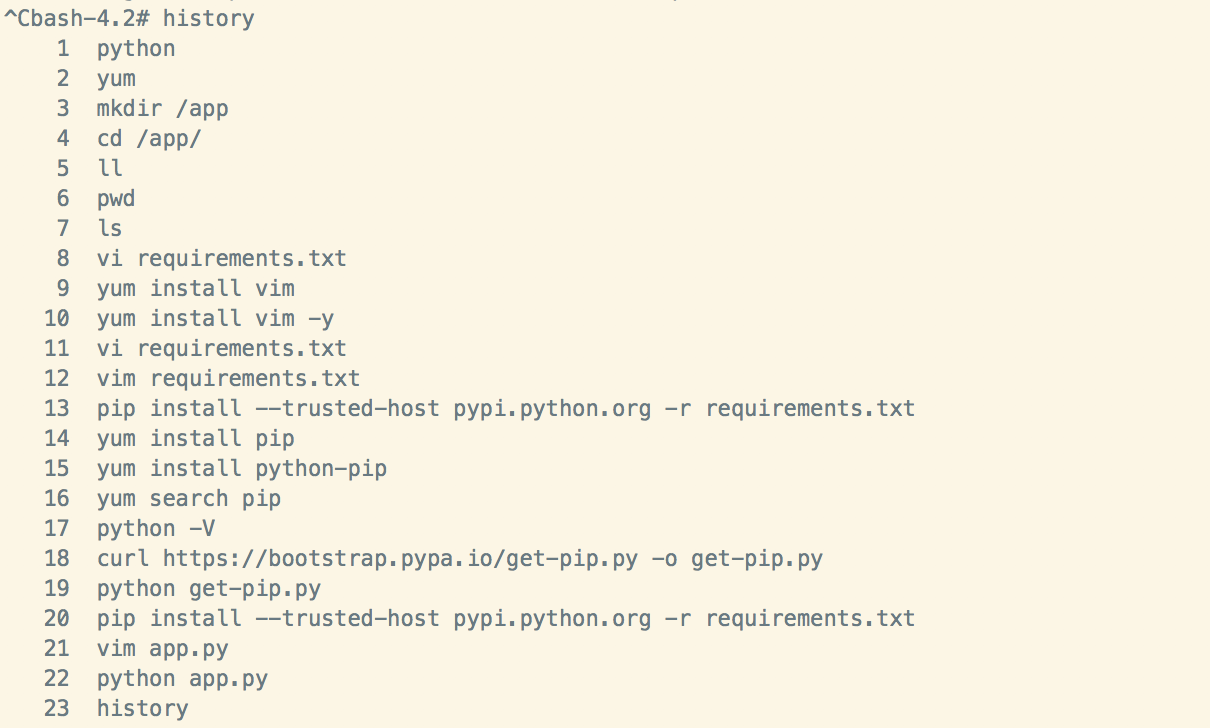 ^Cbash-4.2# history
1 python
2 yum
3 mkdir /app
4 cd /app/
5 ll
6 pwd
7 ls
8 vi requirements.txt
9 yum install vim
10 yum install vim -y
11 vi requirements.txt
12 vim requirements.txt
13 pip install --trusted-host pypi.python.org -r requirements.txt
14 yum install pip
15 yum install python-pip
16 yum search pip
17 python -V
18 curl https://bootstrap.pypa.io/get-pip.py -o get-pip.py
19 python get-pip.py
20 pip install --trusted-host pypi.python.org -r requirements.txt
21 vim app.py
22 python app.py
23 history